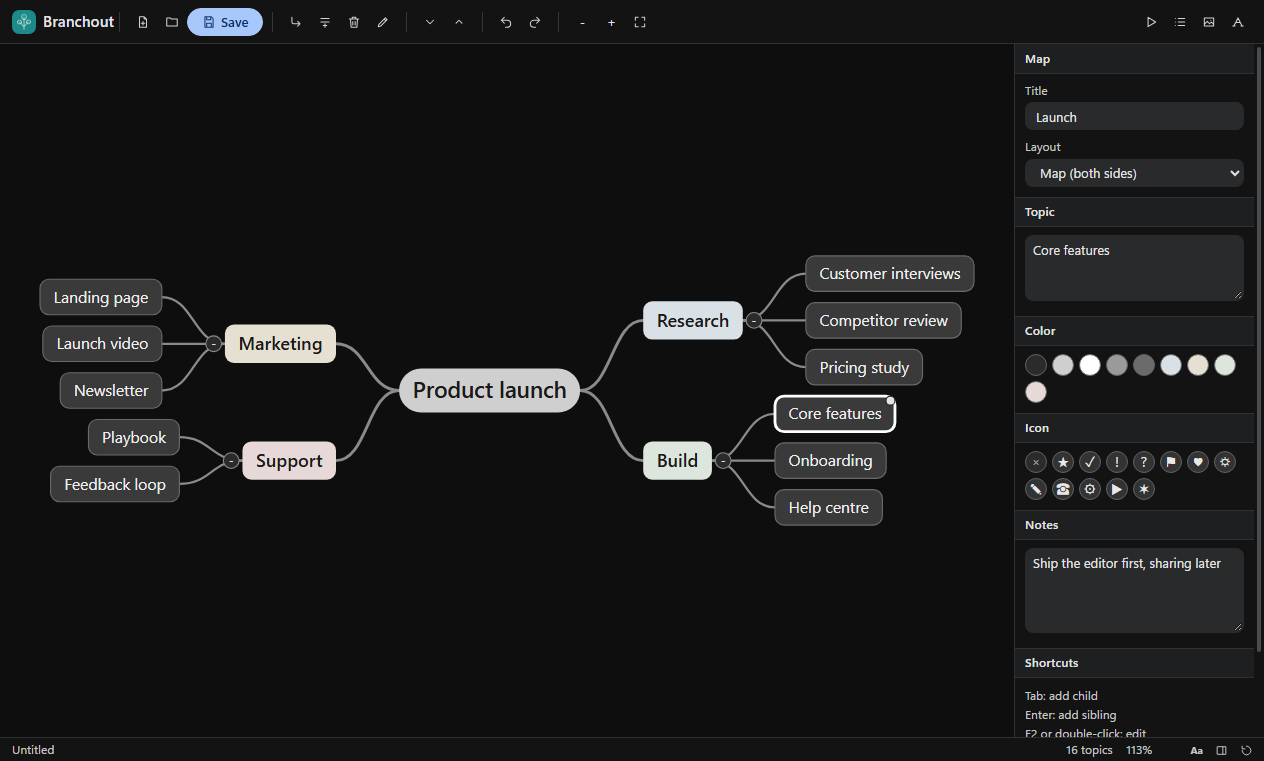 Branchout
Save
- +
A
Landing page
Launch video
Newsletter
Marketing
Playbook
Feedback loop
Support
Product launch
Research
Customer interviews
Competitor review
Pricing study
Build
Core features
Onboarding
Help centre
Map
Title
Launch
Layout
Map (both sides)
Topic
Core features
Color
Icon
! ?
Notes
Ship the editor first, sharing later
Shortcuts
Tab: add child
Enter: add sibling
F2 or double-click: edit
Untitled
16 topics 113% Aa